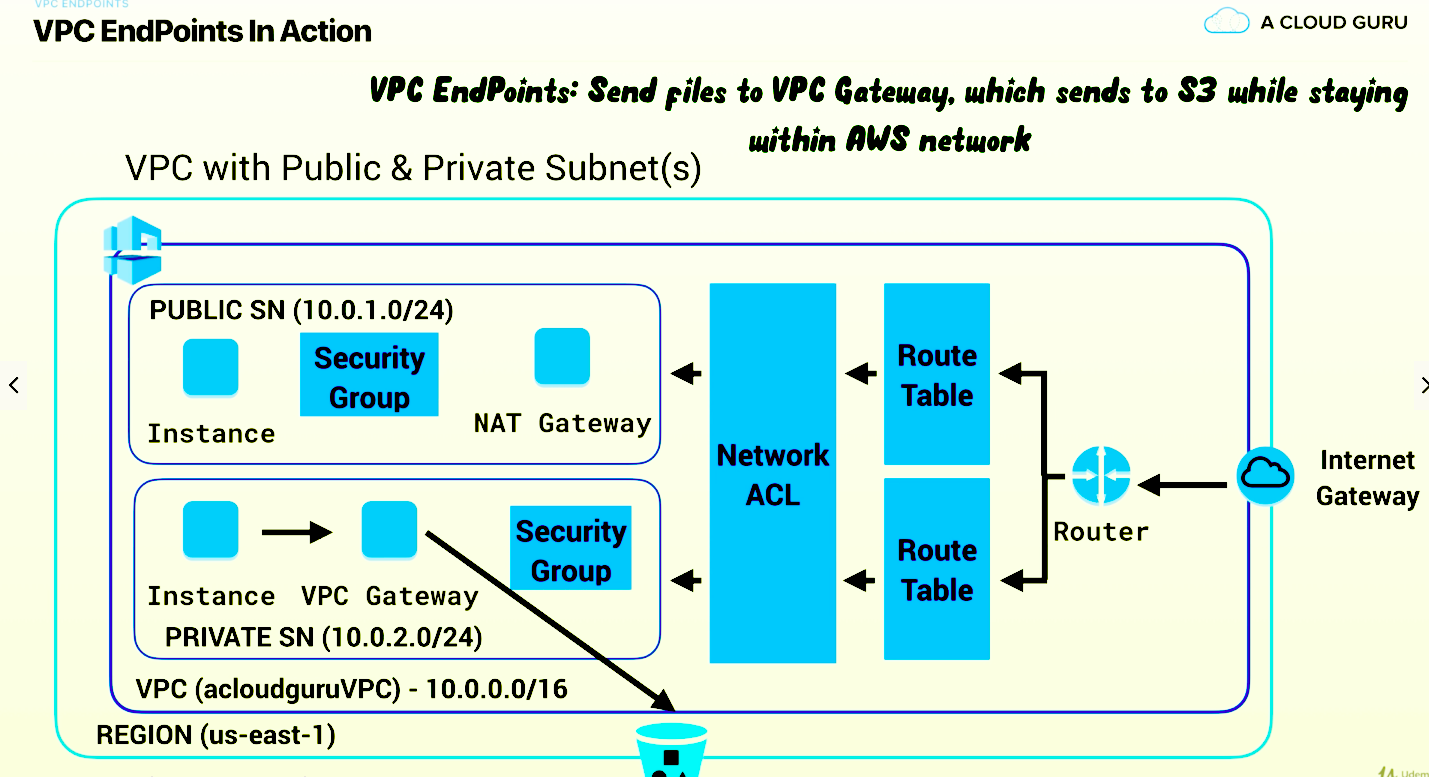 VPC ENDPOINTS
VPC EndPoints In Action
A CLOUD GURU
VPC EndPoints: Send files to VPC Gateway, which sends to S3 while staying
within AWS network
VPC with Public & Private Subnet(s)
PUBLIC SN (10.0.1.0/24)
Security
Group
Instance
NAT Gateway
Network
ACL
Route
Table
Router
Internet
Gateway
Instance
VPC Gateway
Security
Group
Route
Table
PRIVATE SN (10.0.2.0/24)
VPC (acloudguruVPC) - 10.0.0.0/16
REGION (us-east-1)